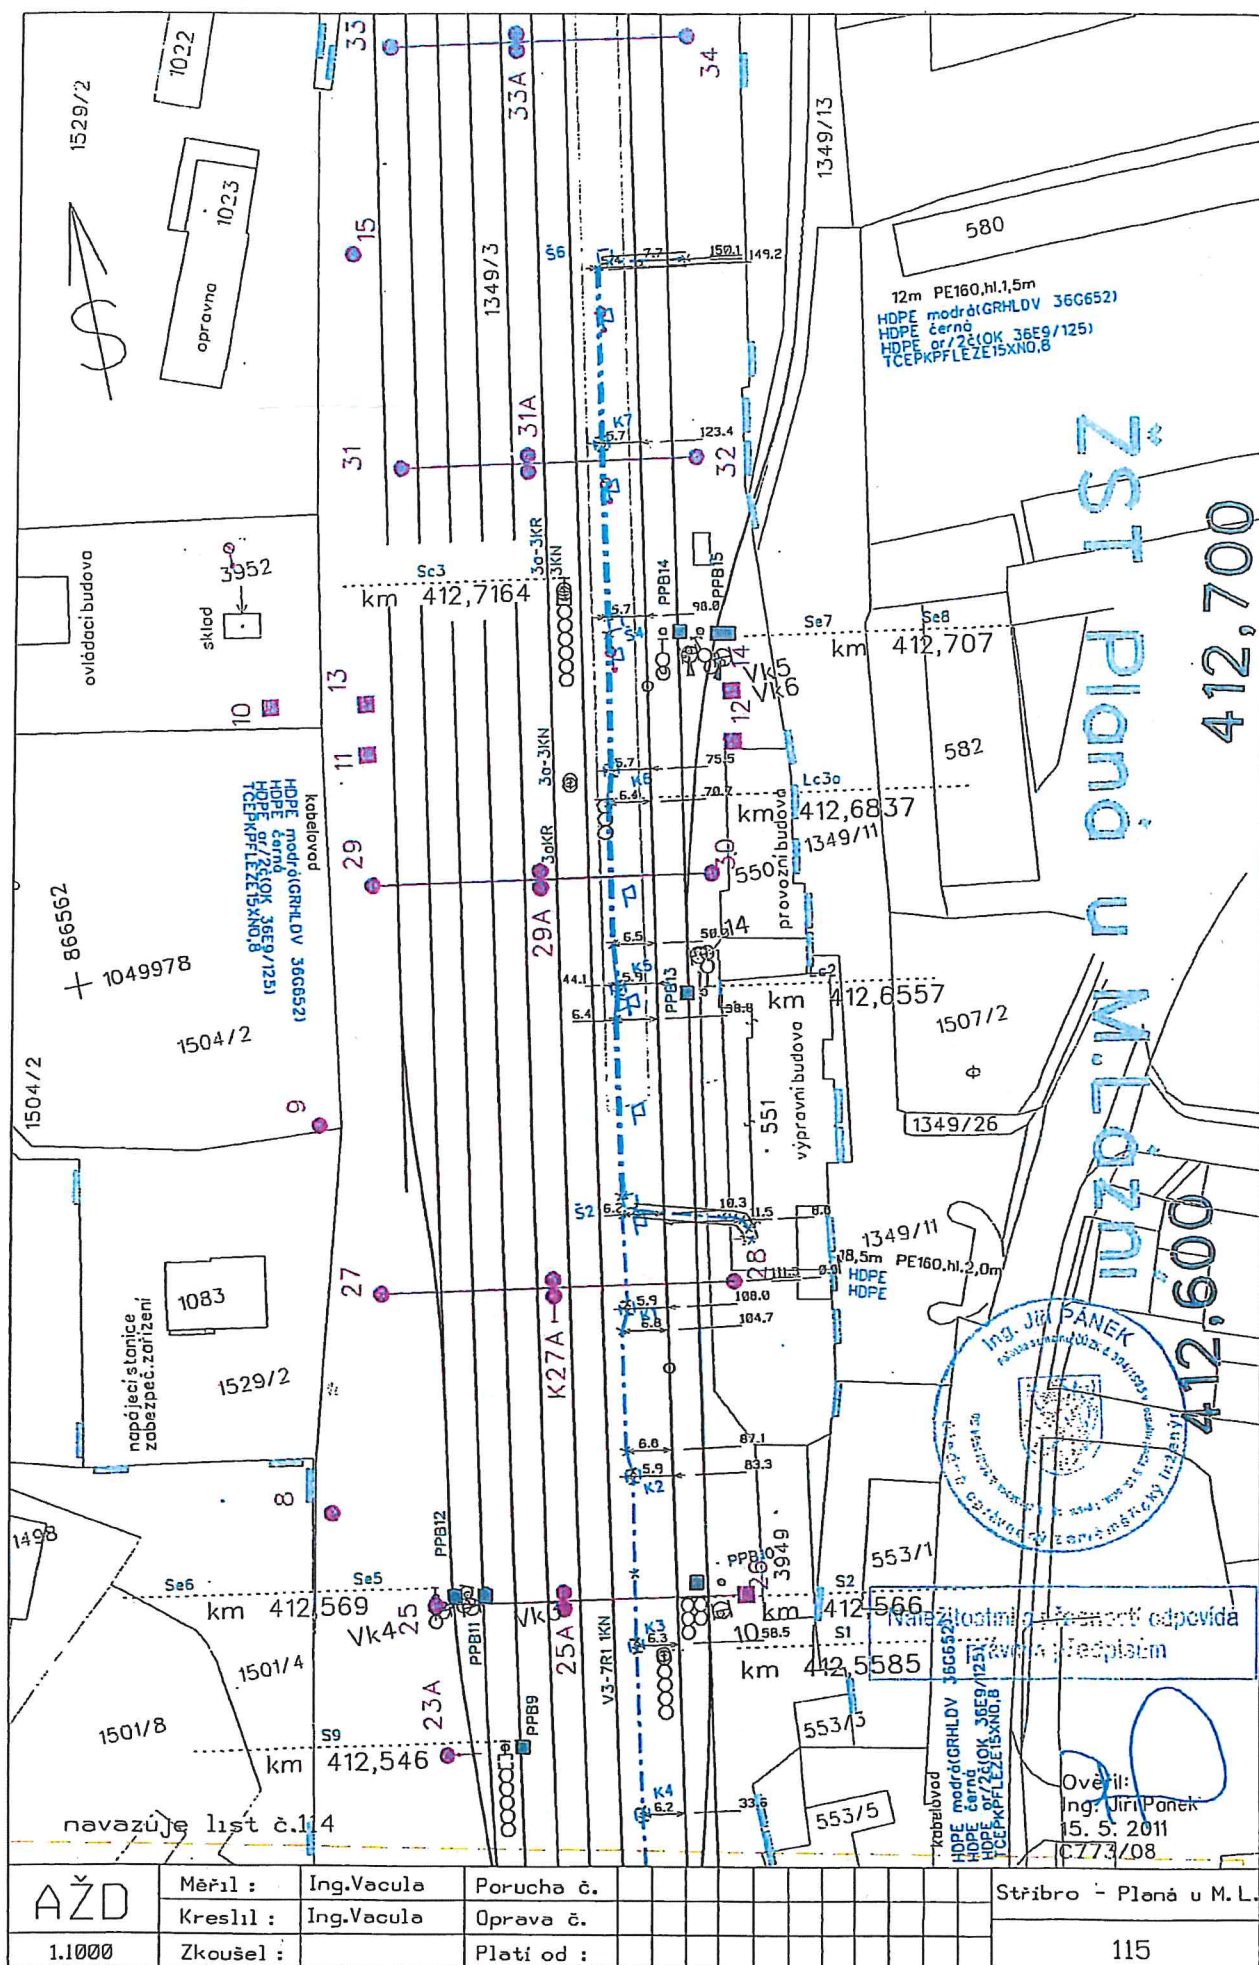 33
33A
34
1022
1529/2
1023
opravna
15
1349/3
1349/13
580
Š6
7.7
150.1
149.2
12m PE160,hl.1,5m
HDPE modrá(GRHLDV 36G652)
HDPE černá
HDPE or/2č(OK 36E9/125)
TCEPKPFLEZE15XN0,8
S
31
31A
32
K7
5.7
123.4
ŽST Planá u M.Lázní
412,700
412,600
ovládací budova
sklad
3952
Sc3
km 412,7164
3a-3KR
3KN
PPB14
PPB15
5.7
98.0
Š4
Se7
Se8
km 412,707
14
Vk5
Vk6
12
10
13
11
582
3a-3KN
5.7
75.5
K6
6.4
70.7
Lc3a
km 412,6837
1349/11
provozní budova
550
kabelovod
HDPE modrá(GRHLDV 36G652)
HDPE černá
HDPE or/2č(OK 36E9/125)
TCEPKPFLEZE15XN0,8
29
3aKR
29A
30
866562
1049978
6.5
14
44.1
5.9
K5
PPB13
Lc2
km 412,6557
6.4
38.8
1507/2
1504/2
1504/2
9
551
výpravní budova
1349/26
Š2
6.2
10.3
1.5
8.0
1349/11
18,5m PE160,hl.2,0m
HDPE
HDPE
27
K27A
28
111.3
0.0
5.9
108.0
K1
6.8
104.7
1083
napájecí stanice
zabezpeč.zařízení
1529/2
Ing. Jiří PÁNEK
6.8
87.1
5.9
83.3
K2
8
1498
PPB12
PPB10
3949
26
553/1
Se6
Se5
km 412,569
S2
km 412,566
25
Vk4
PPB11
25A
V3-7R1 1KN
K3
6.3
10
58.5
S1
km 412,5585
Náležitostmi a přesností odpovídá
1501/4
1501/8
23A
PPB9
S9
km 412,546
553/3
553/5
K4
6.2
33.6
kabelovod
HDPE modrá(GRHLDV 36G652)
HDPE černá
HDPE or/2č(OK 36E9/125)
TCEPKPFLEZE15XN0,8
Ověřil:
Ing. Jiří Pánek
15. 5. 2011
C773/08
navazuje list č.114
AŽD
Měřil :
Ing.Vacula
Porucha č.
Stříbro - Planá u M.L.
Kreslil :
Ing.Vacula
Oprava č.
1:1000
Zkoušel :
Platí od :
115